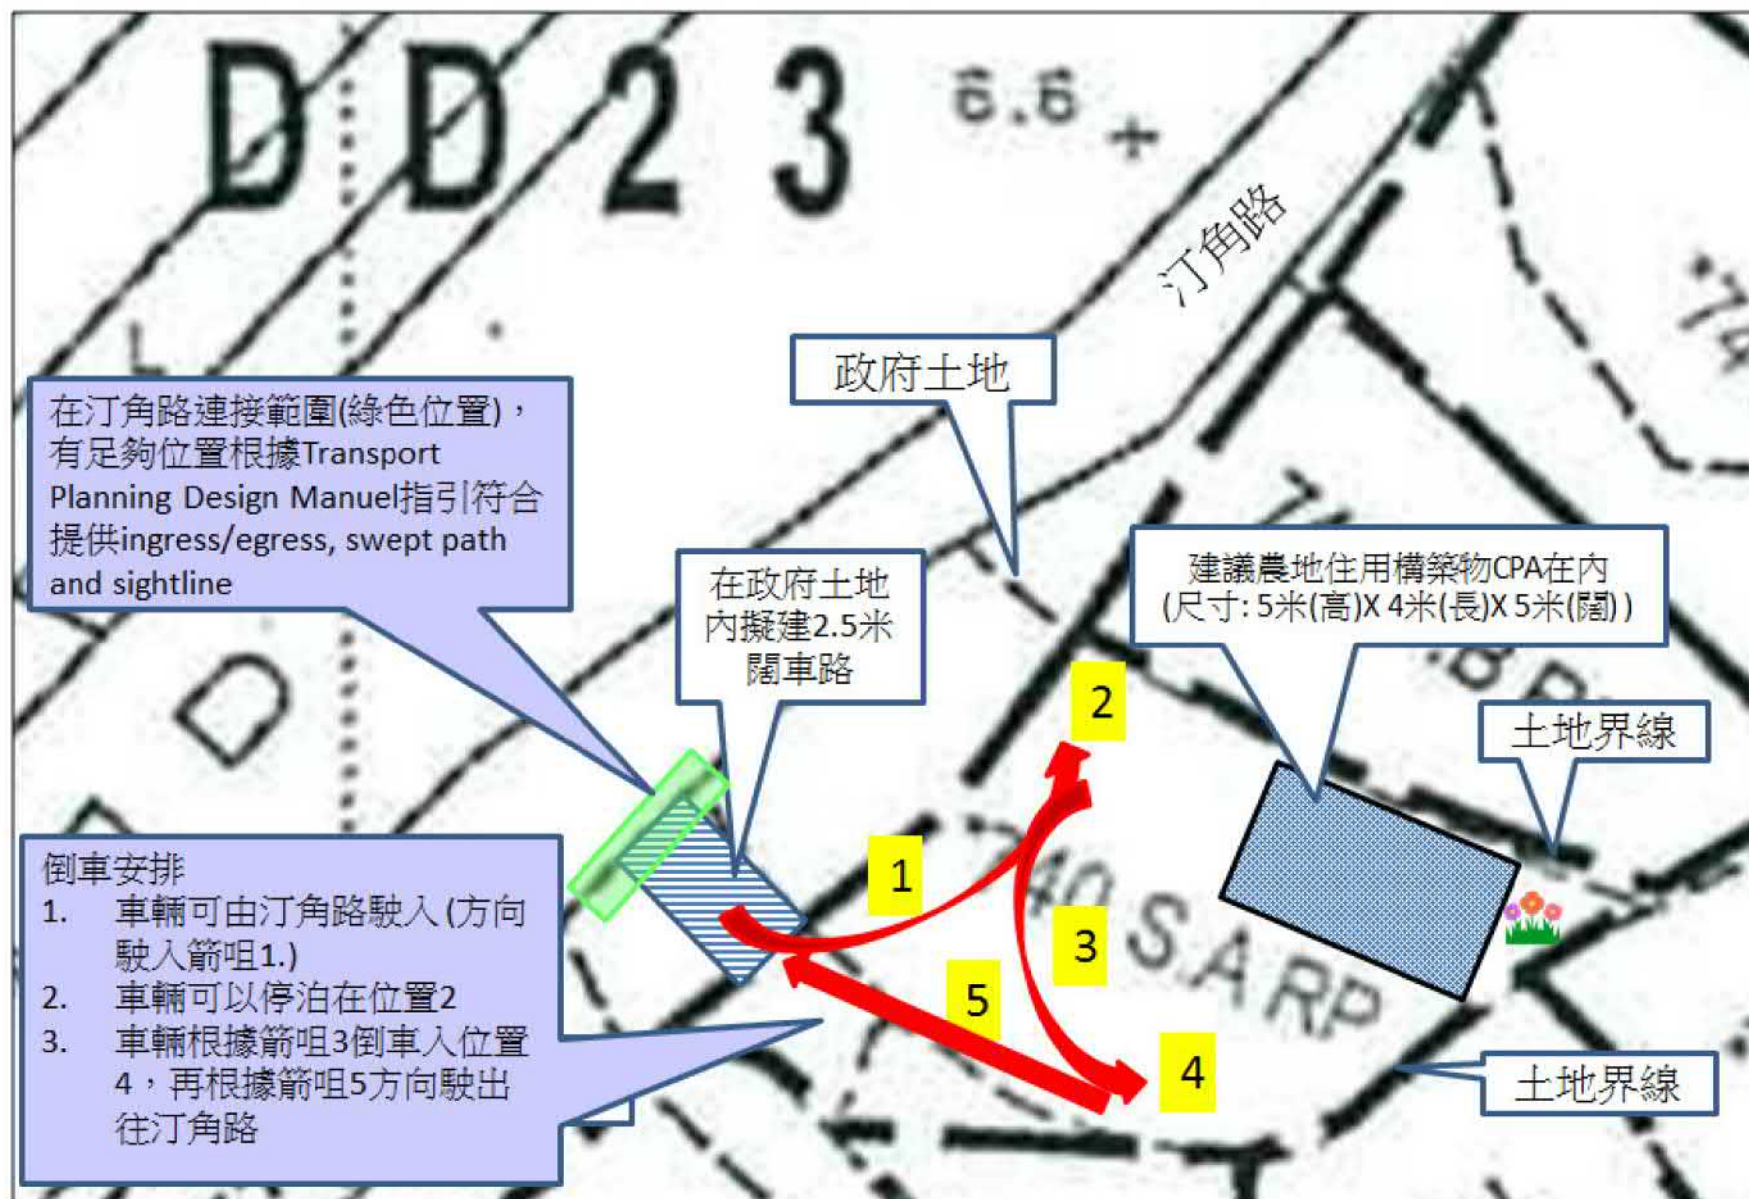 DD23
6.6
汀角路
政府土地
在汀角路連接範圍(綠色位置)，
有足夠位置根據Transport
Planning Design Manuel指引符合
提供ingress/egress, swept path
and sightline
在政府土地
內擬建2.5米
闊車路
建議農地住用構築物CPA在內
(尺寸: 5米(高)X 4米(長)X 5米(闊))
土地界線
2
1
3
5
4
740 S.A RP
土地界線
倒車安排
1. 車輛可由汀角路駛入(方向
駛入箭咀1.)
2. 車輛可以停泊在位置2
3. 車輛根據箭咀3倒車入位置
4，再根據箭咀5方向駛出
往汀角路
D